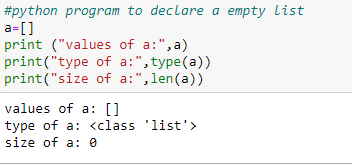 #python program to declare a empty list
a=[]
print ("values of a:",a)
print("type of a:",type(a))
print("size of a:",len(a))
values of a: []
type of a: <class 'list'>
size of a: 0